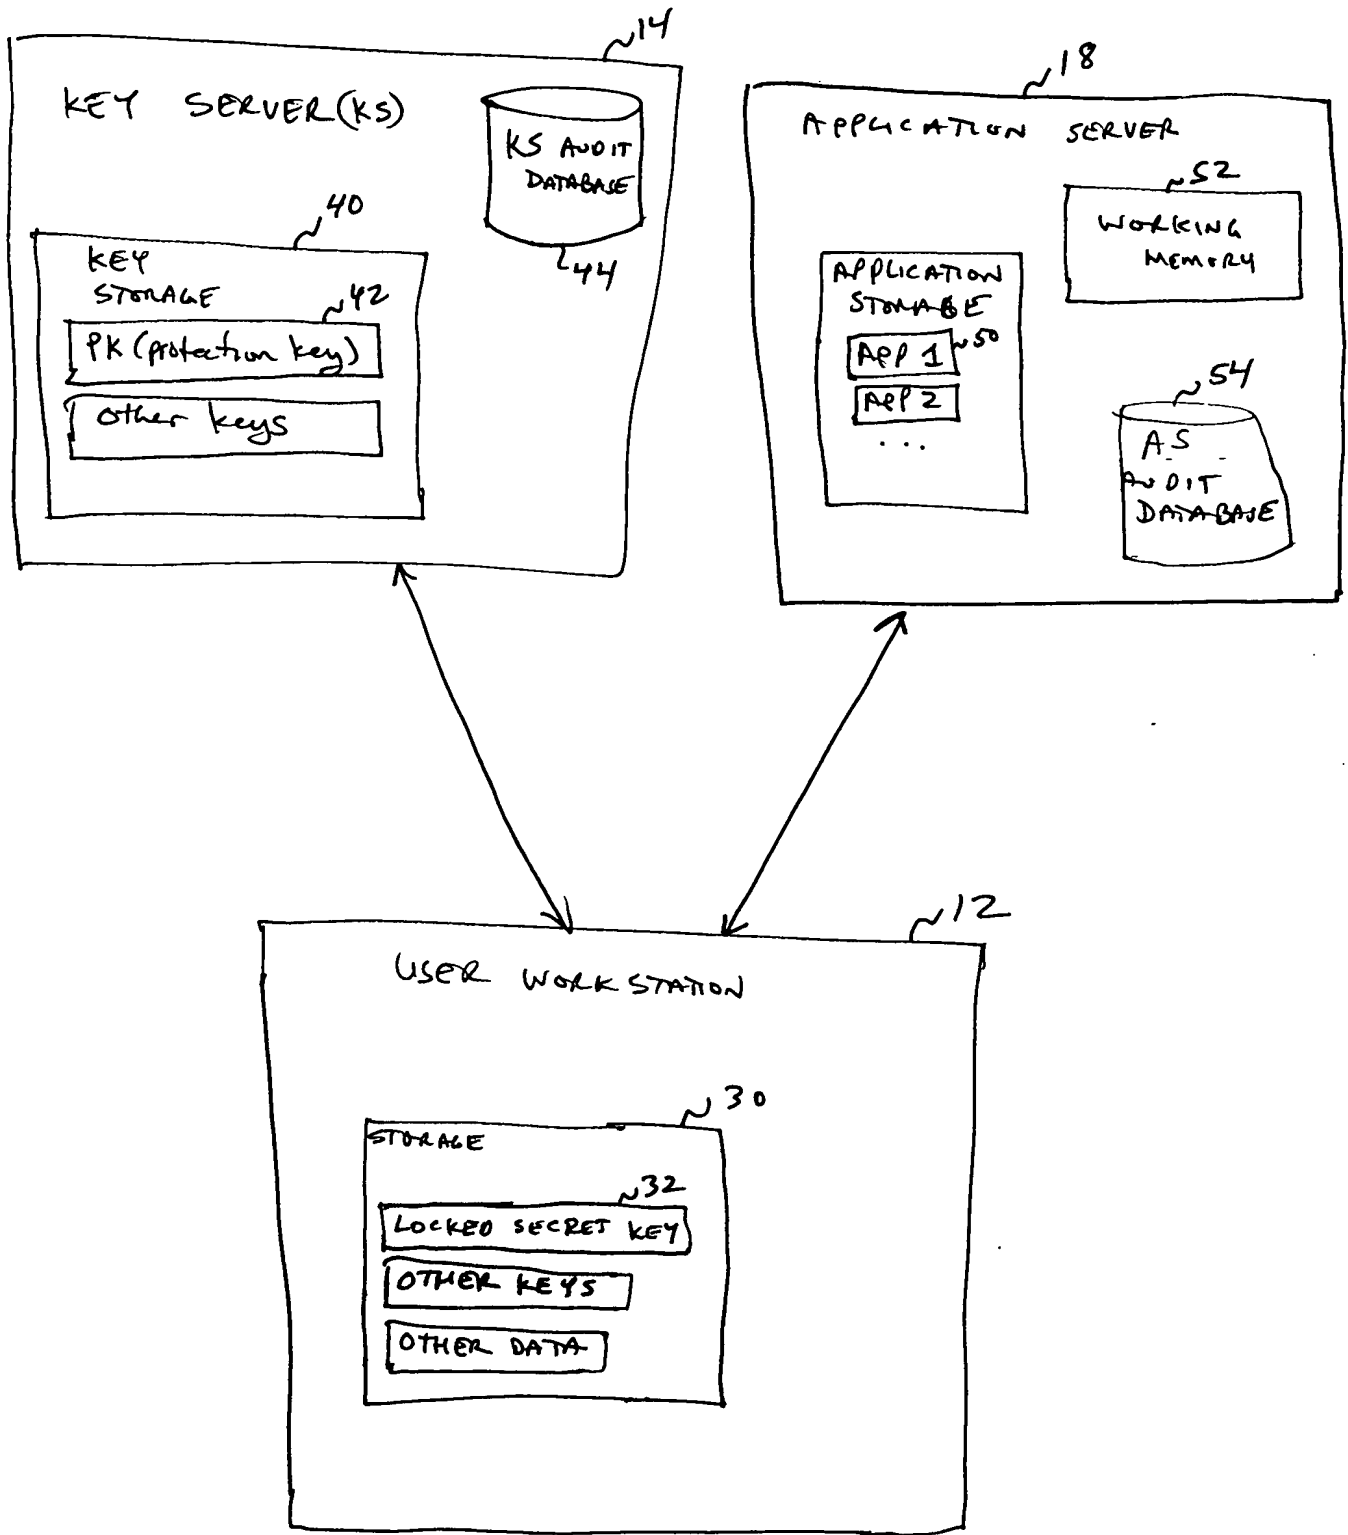 14
KEY SERVER(KS)
KS AUDIT
DATABASE
44
40
KEY
STORAGE
42
PK (protection key)
Other keys
18
APPLICATION SERVER
52
WORKING
MEMORY
APPLICATION
STORAGE
APP 1
50
APP 2
...
54
AS
AUDIT
DATABASE
12
USER WORKSTATION
30
STORAGE
32
LOCKED SECRET KEY
OTHER KEYS
OTHER DATA